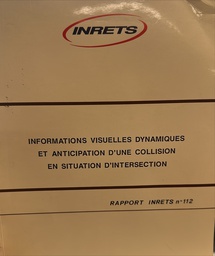 INRETS
INFORMATIONS VISUELLES DYNAMIQUES
ET ANTICIPATION D'UNE COLLISION
EN SITUATION D'INTERSECTION
RAPPORT INRETS n° 112